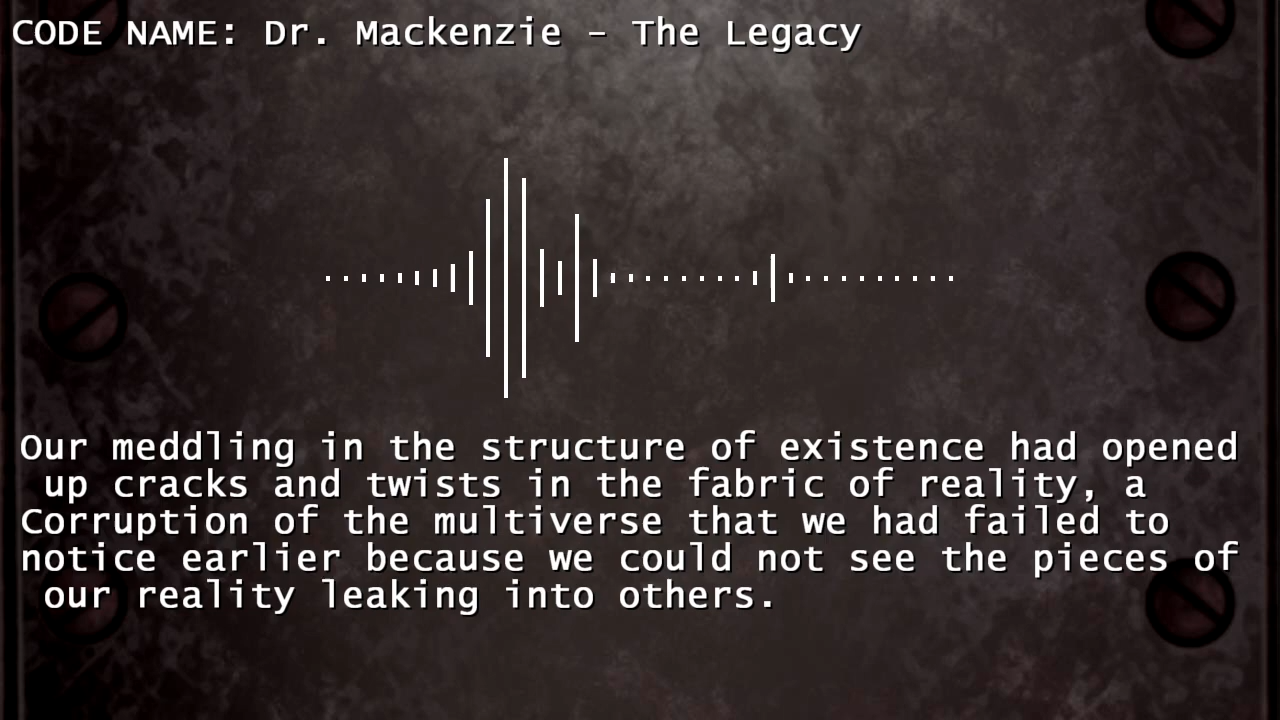 CODE NAME: Dr. Mackenzie - The Legacy
Our meddling in the structure of existence had opened
up cracks and twists in the fabric of reality, a
Corruption of the multiverse that we had failed to
notice earlier because we could not see the pieces of
our reality leaking into others.